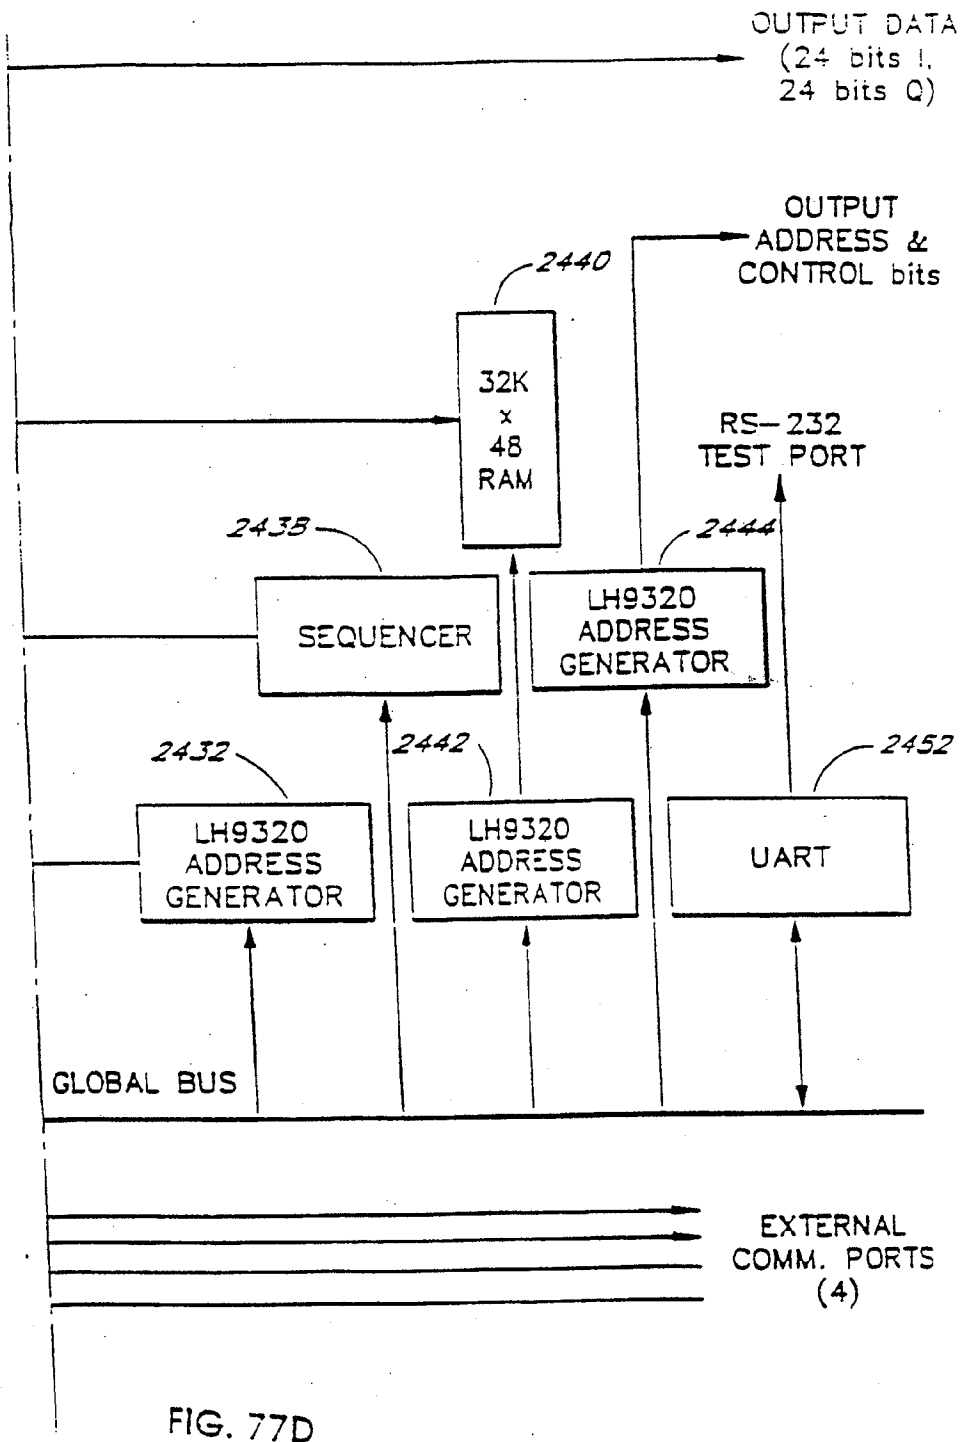 OUTPUT DATA
(24 bits I,
24 bits Q)
OUTPUT
ADDRESS &
CONTROL bits
2440
32K
x
48
RAM
RS-232
TEST PORT
2438
2444
SEQUENCER
LH9320
ADDRESS
GENERATOR
2432
2442
2452
LH9320
ADDRESS
GENERATOR
LH9320
ADDRESS
GENERATOR
UART
GLOBAL BUS
EXTERNAL
COMM. PORTS
(4)
FIG. 77D